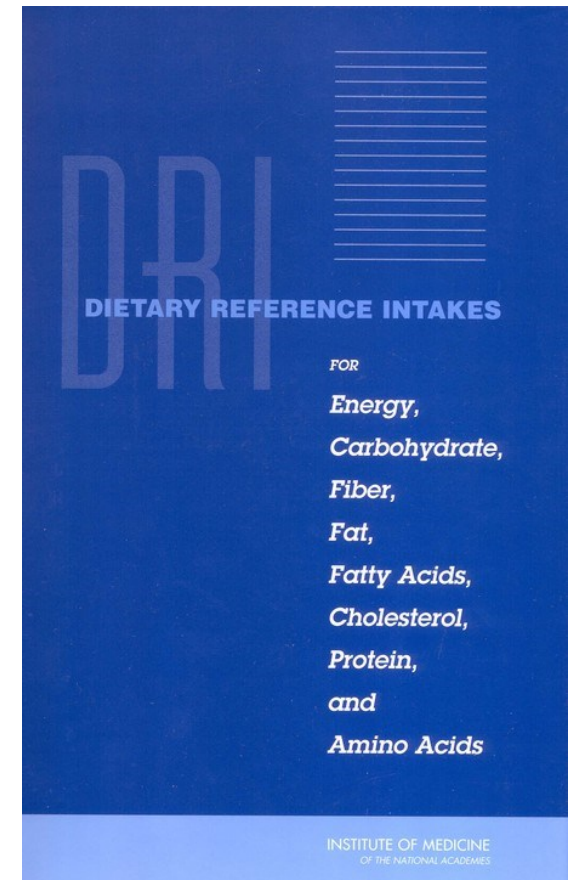 DRI
DIETARY REFERENCE INTAKES
FOR
Energy,
Carbohydrate,
Fiber,
Fat,
Fatty Acids,
Cholesterol,
Protein,
and
Amino Acids
INSTITUTE OF MEDICINE
OF THE NATIONAL ACADEMIES